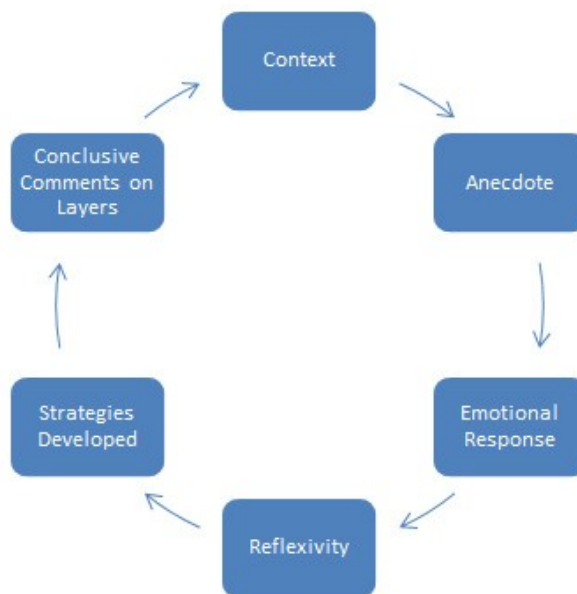 Context
Anecdote
Emotional
Response
Reflexivity
Strategies
Developed
Conclusive
Comments on
Layers